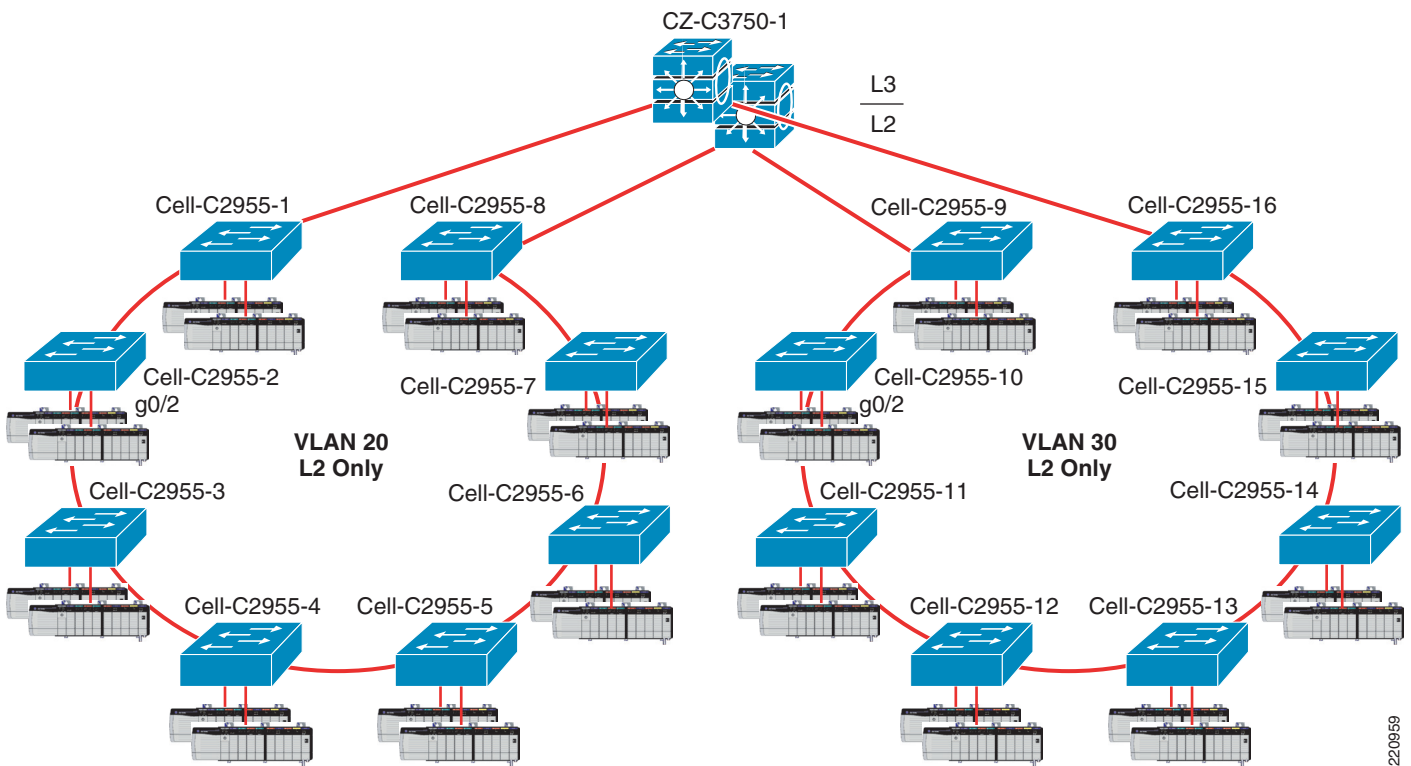 CZ-C3750-1
L3
L2
Cell-C2955-1
Cell-C2955-8
Cell-C2955-9
Cell-C2955-16
Cell-C2955-2
g0/2
Cell-C2955-7
Cell-C2955-10
g0/2
Cell-C2955-15
VLAN 20
L2 Only
VLAN 30
L2 Only
Cell-C2955-3
Cell-C2955-6
Cell-C2955-11
Cell-C2955-14
Cell-C2955-4
Cell-C2955-5
Cell-C2955-12
Cell-C2955-13
220959